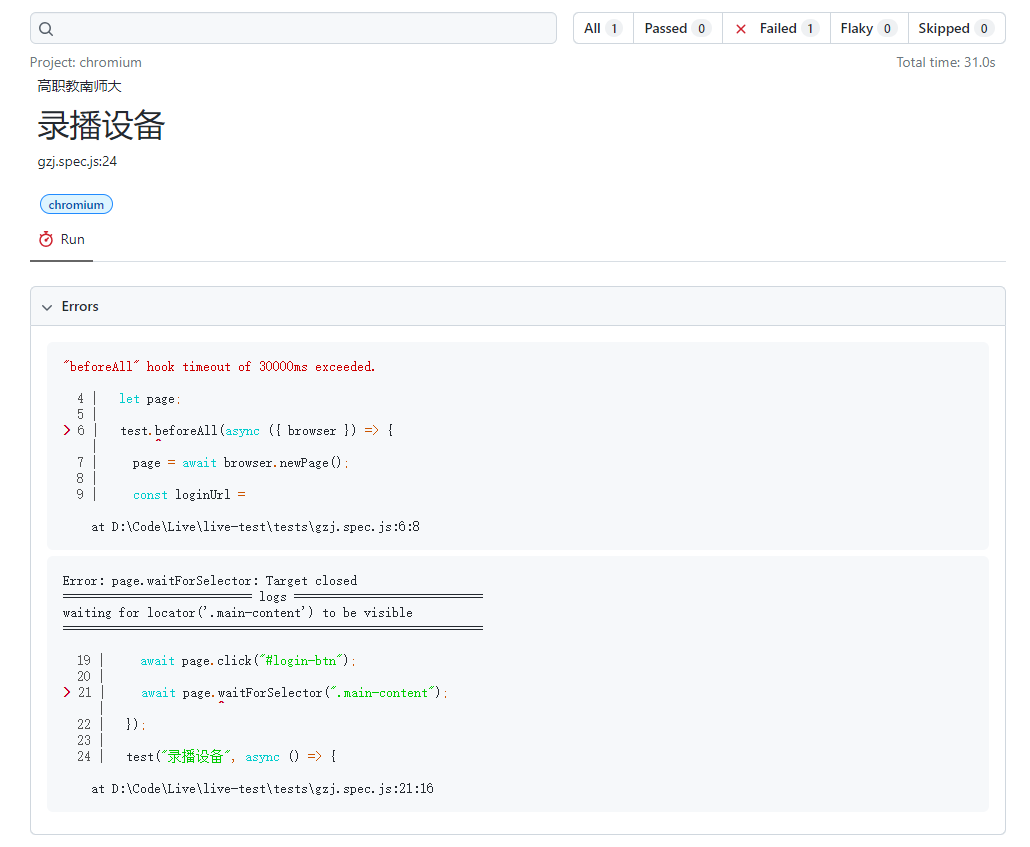 All 1 Passed 0 Failed 1 Flaky 0 Skipped 0
Project: chromium Total time: 31.0s
高职教南师大
录播设备
gzj.spec.js:24
chromium
Run
Errors
"beforeAll" hook timeout of 30000ms exceeded.
4 | let page;
5 |
> 6 | test.beforeAll(async ({ browser }) => {
| ^
7 | page = await browser.newPage();
8 |
9 | const loginUrl =
at D:\Code\Live\live-test\tests\gzj.spec.js:6:8
Error: page.waitForSelector: Target closed
=========================== logs ===========================
waiting for locator('.main-content') to be visible
============================================================
19 | await page.click("#login-btn");
20 |
> 21 | await page.waitForSelector(".main-content");
| ^
22 | });
23 |
24 | test("录播设备", async () => {
at D:\Code\Live\live-test\tests\gzj.spec.js:21:16